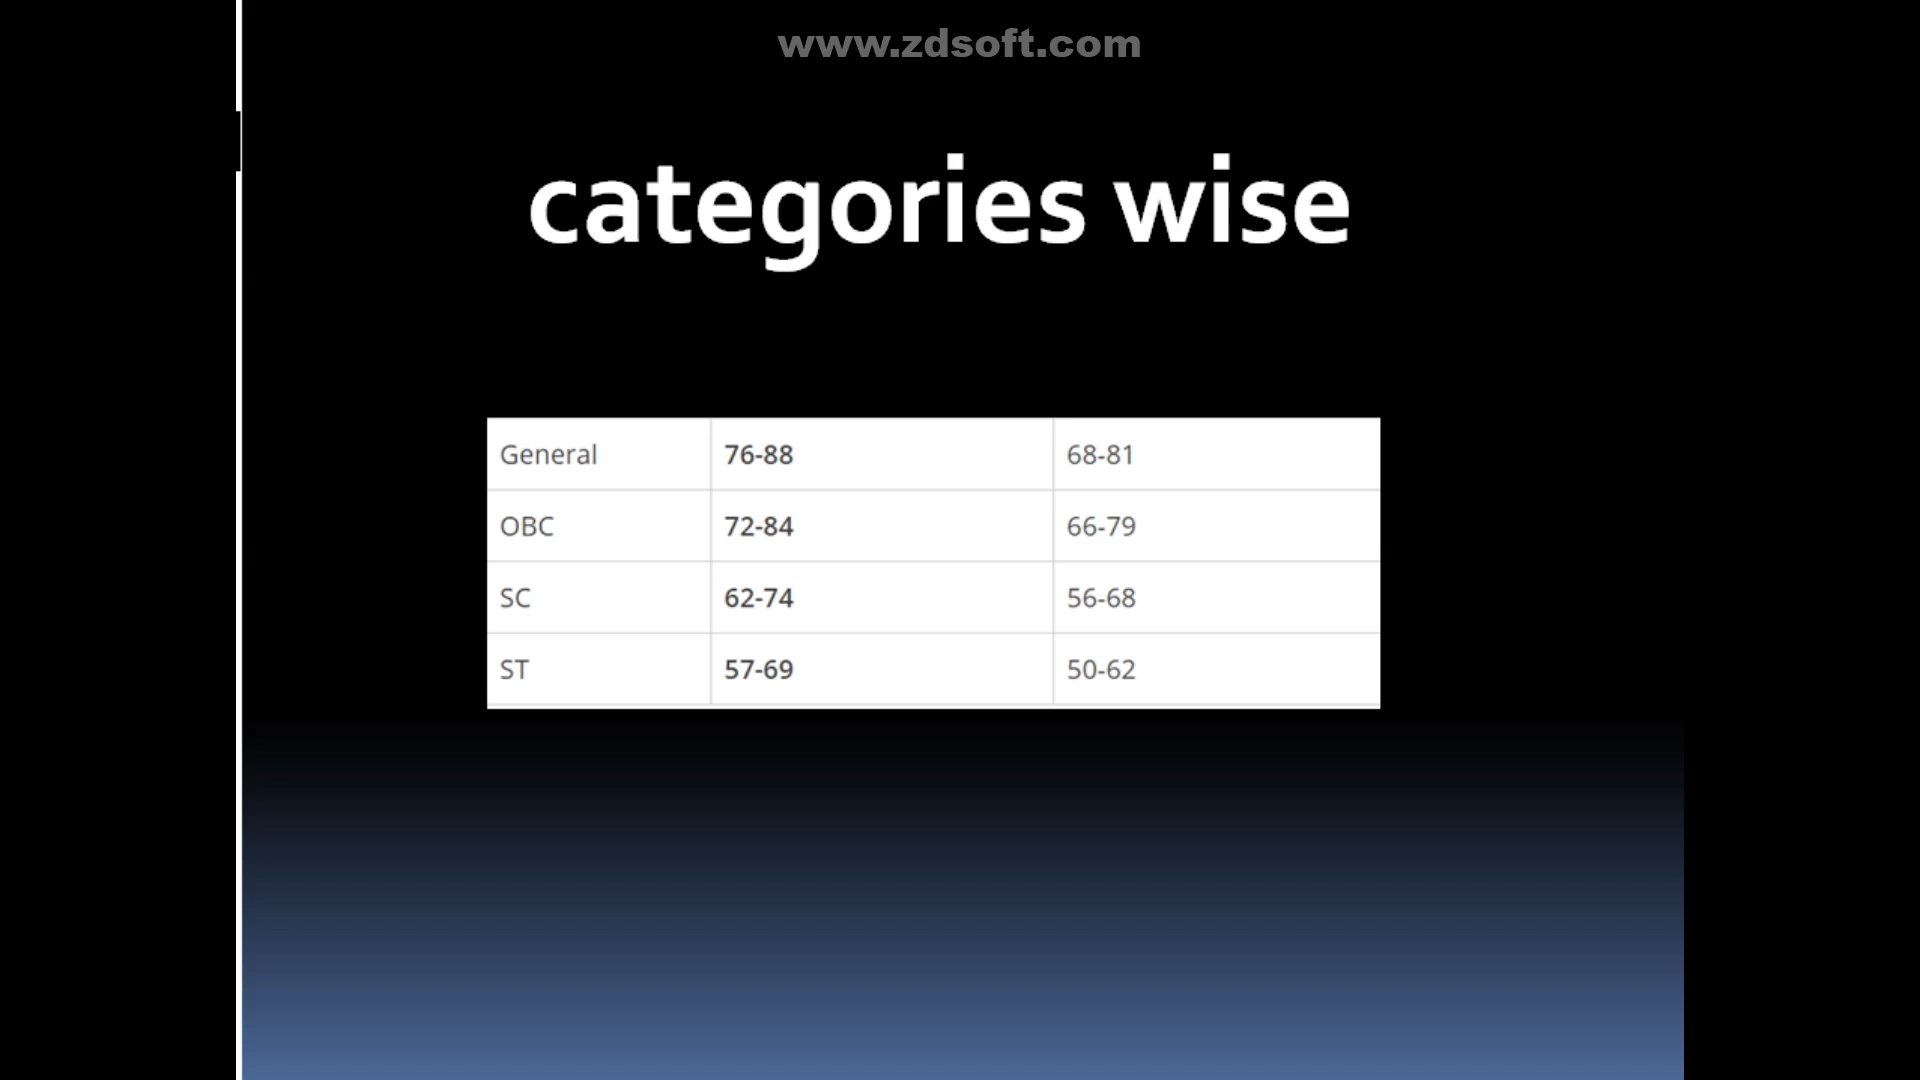 www.zdsoft.com
categories wise
General 76-88 68-81
OBC 72-84 66-79
SC 62-74 56-68
ST 57-69 50-62